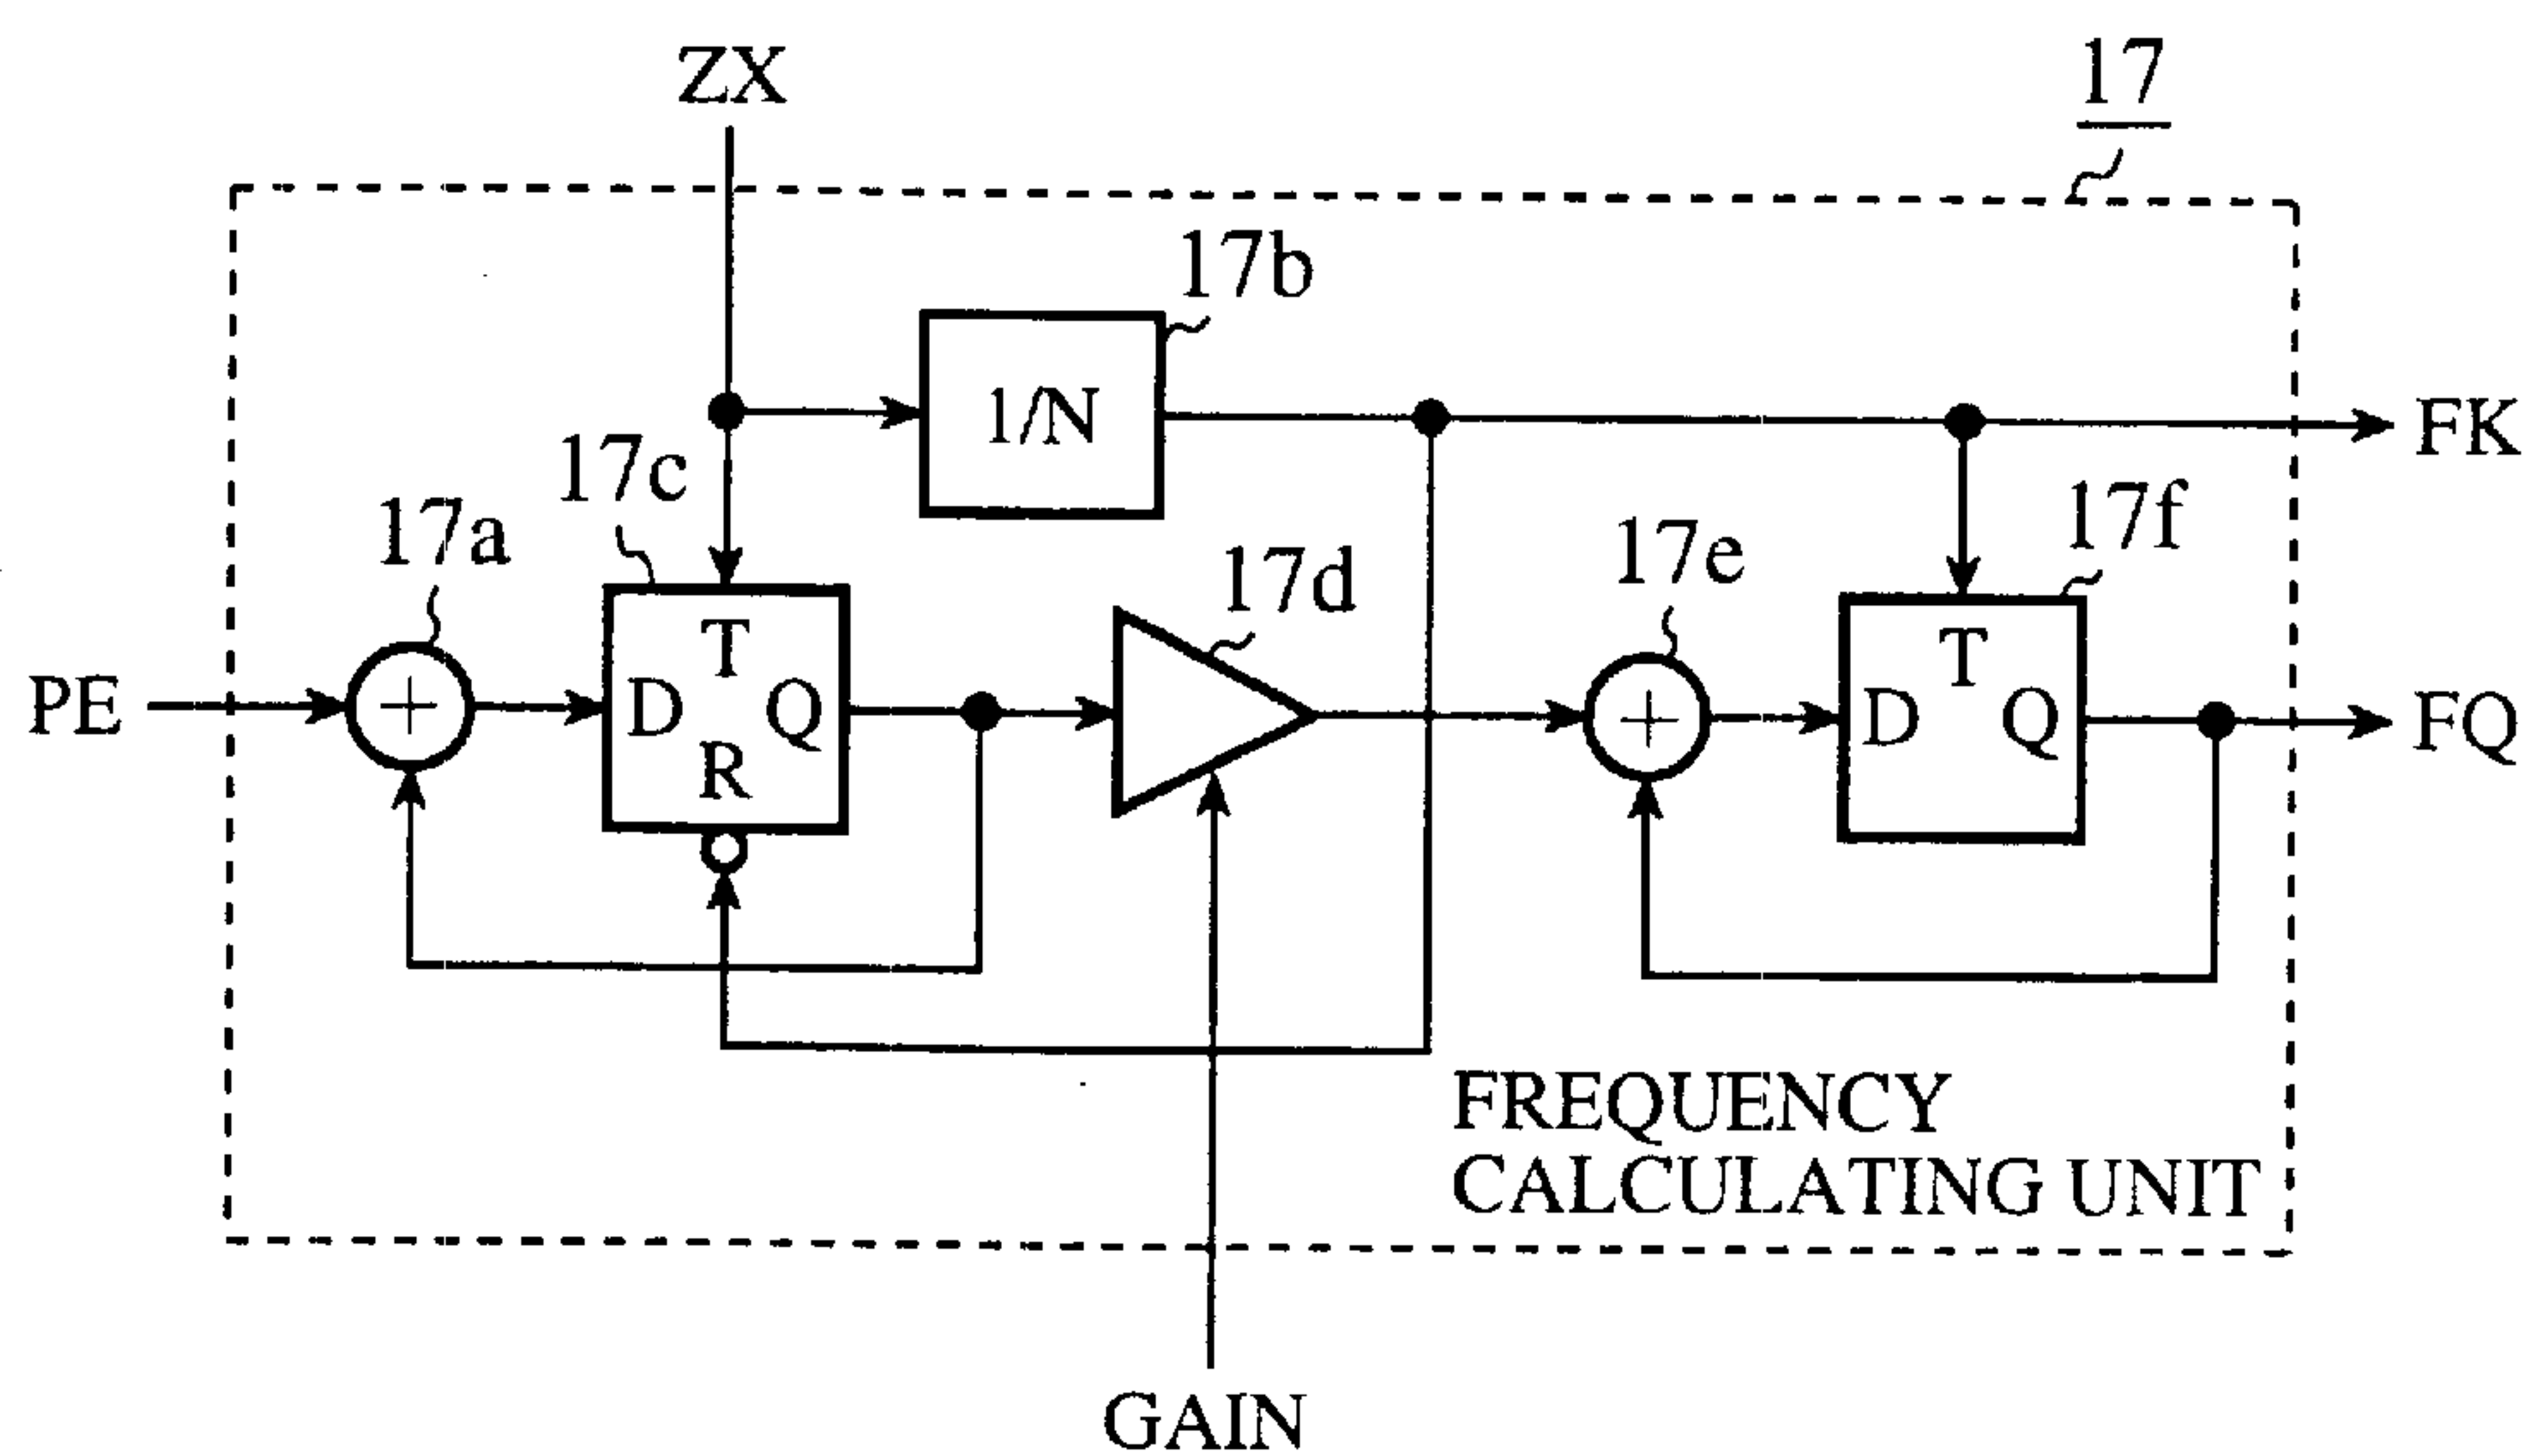 ZX
17
17b
1/N
FK
17c
17a
17d
17e
17f
T
D
Q
R
PE
+
+
T
D
Q
FQ
FREQUENCY
CALCULATING UNIT
GAIN